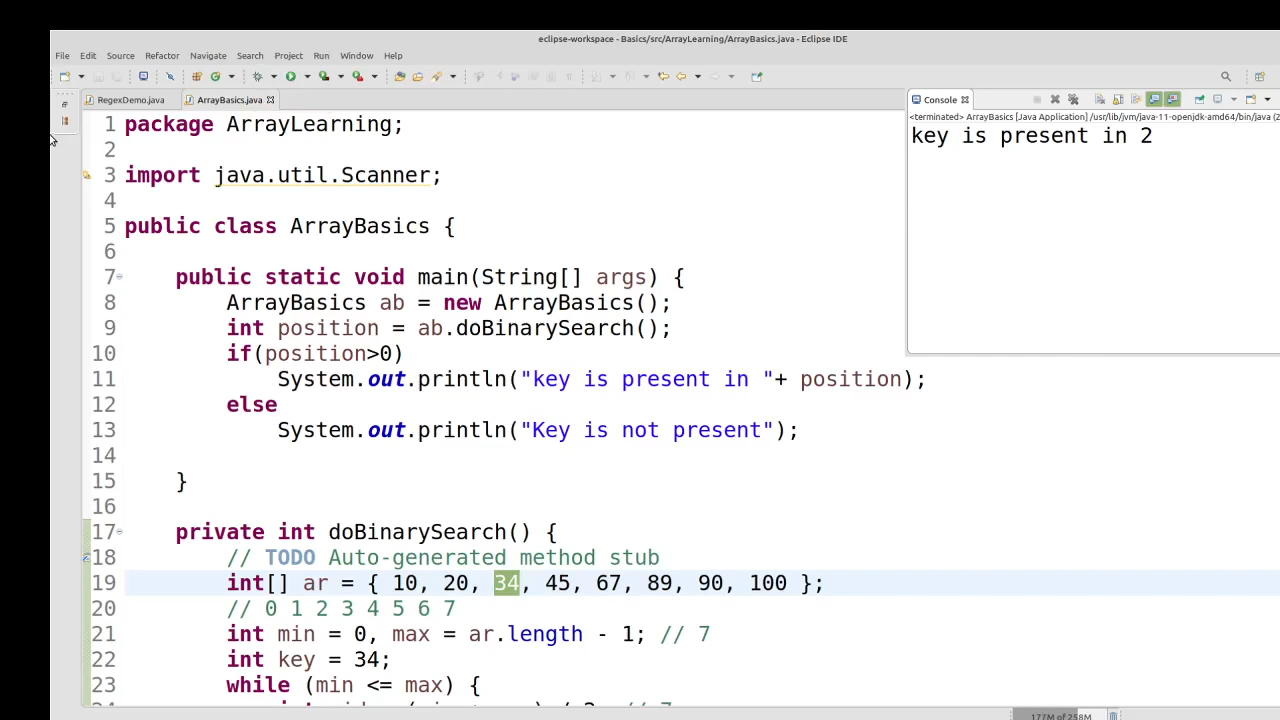 eclipse-workspace - Basics/src/ArrayLearning/ArrayBasics.java - Eclipse IDE
File Edit Source Refactor Navigate Search Project Run Window Help
RegexDemo.java ArrayBasics.java
1 package ArrayLearning;
2
3 import java.util.Scanner;
4
5 public class ArrayBasics {
6
7 public static void main(String[] args) {
8 ArrayBasics ab = new ArrayBasics();
9 int position = ab.doBinarySearch();
10 if(position>0)
11 System.out.println("key is present in "+ position);
12 else
13 System.out.println("Key is not present");
14
15 }
16
17 private int doBinarySearch() {
18 // TODO Auto-generated method stub
19 int[] ar = { 10, 20, 34, 45, 67, 89, 90, 100 };
20 // 0 1 2 3 4 5 6 7
21 int min = 0, max = ar.length - 1; // 7
22 int key = 34;
23 while (min <= max) {
Console
<terminated> ArrayBasics [Java Application] /usr/lib/jvm/java-11-openjdk-amd64/bin/java (2
key is present in 2
177M of 258M